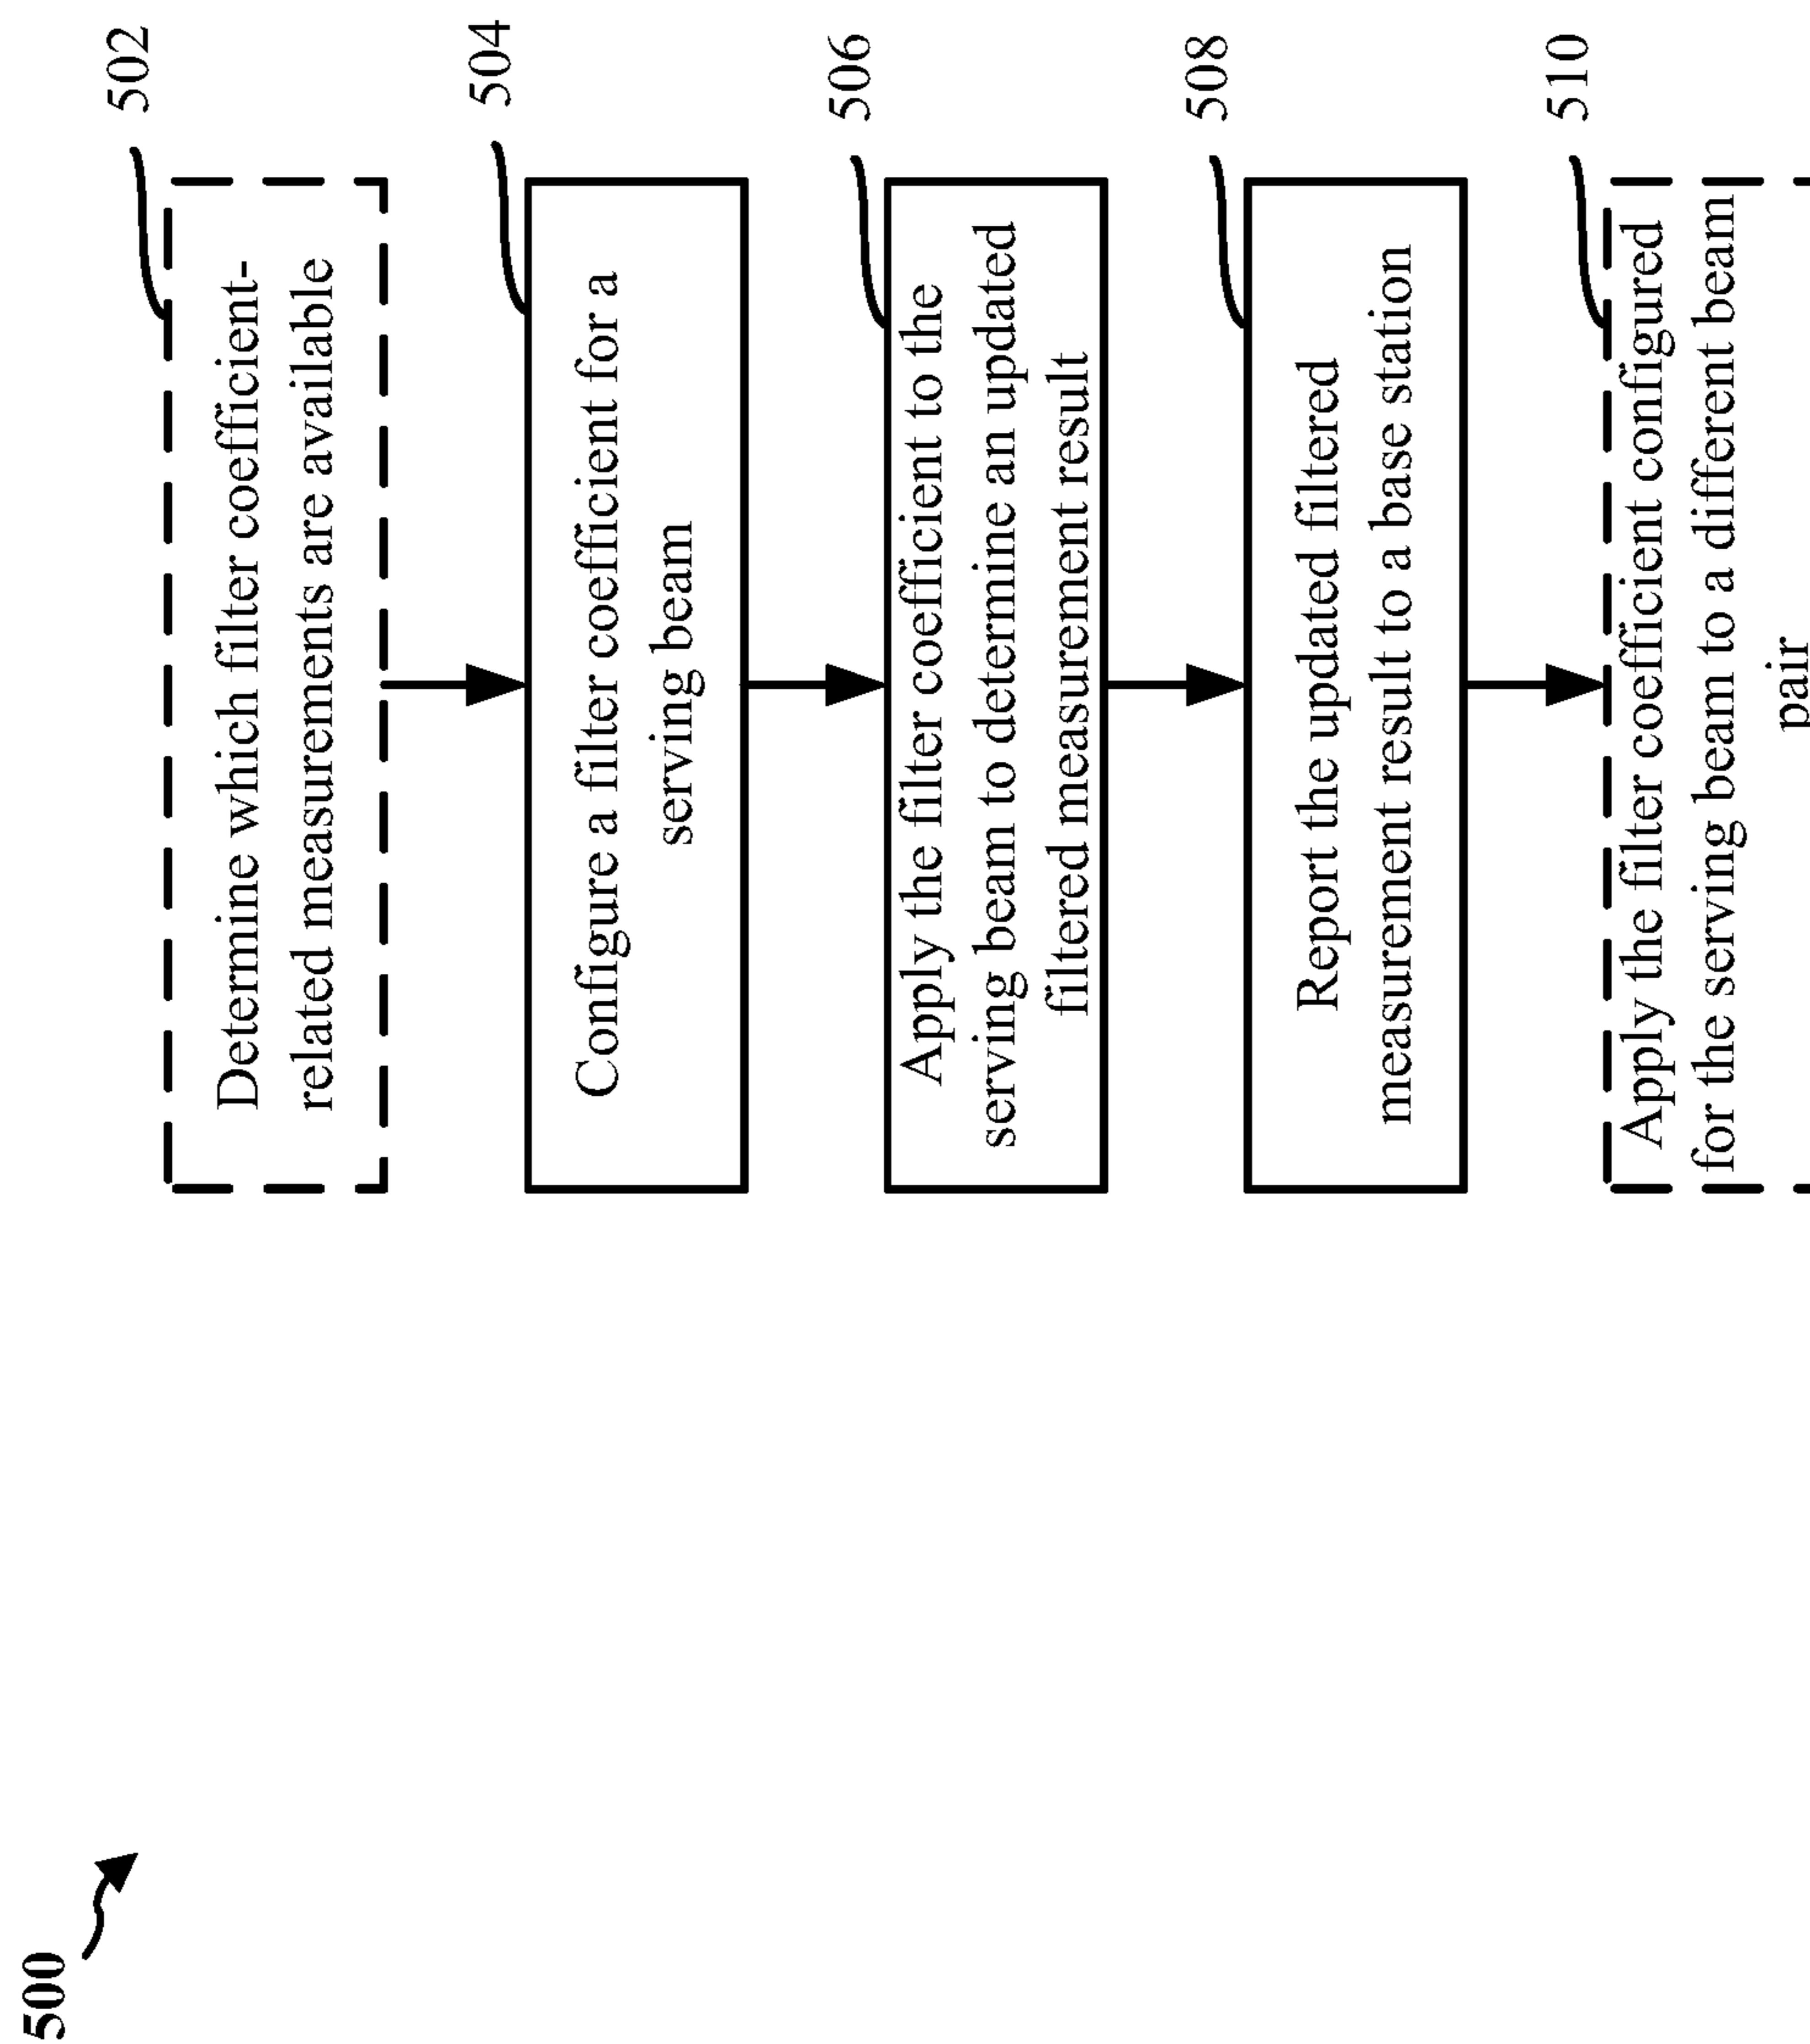 500
502
Determine which filter coefficient-
related measurements are available
504
Configure a filter coefficient for a
serving beam
506
Apply the filter coefficient to the
serving beam to determine an updated
filtered measurement result
508
Report the updated filtered
measurement result to a base station
510
Apply the filter coefficient configured
for the serving beam to a different beam
pair